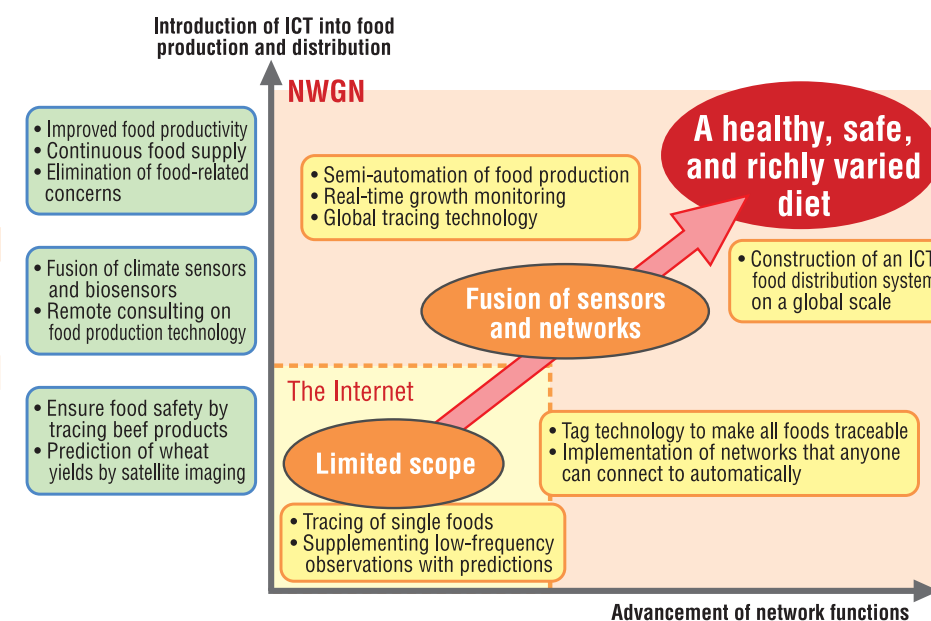 Introduction of ICT into food
production and distribution
NWGN
• Improved food productivity
• Continuous food supply
• Elimination of food-related
concerns
• Semi-automation of food production
• Real-time growth monitoring
• Global tracing technology
A healthy, safe,
and richly varied
diet
• Fusion of climate sensors
and biosensors
• Remote consulting on
food production technology
Fusion of sensors
and networks
• Construction of an ICT
food distribution system
on a global scale
The Internet
• Ensure food safety by
tracing beef products
• Prediction of wheat
yields by satellite imaging
Limited scope
• Tag technology to make all foods traceable
• Implementation of networks that anyone
can connect to automatically
• Tracing of single foods
• Supplementing low-frequency
observations with predictions
Advancement of network functions